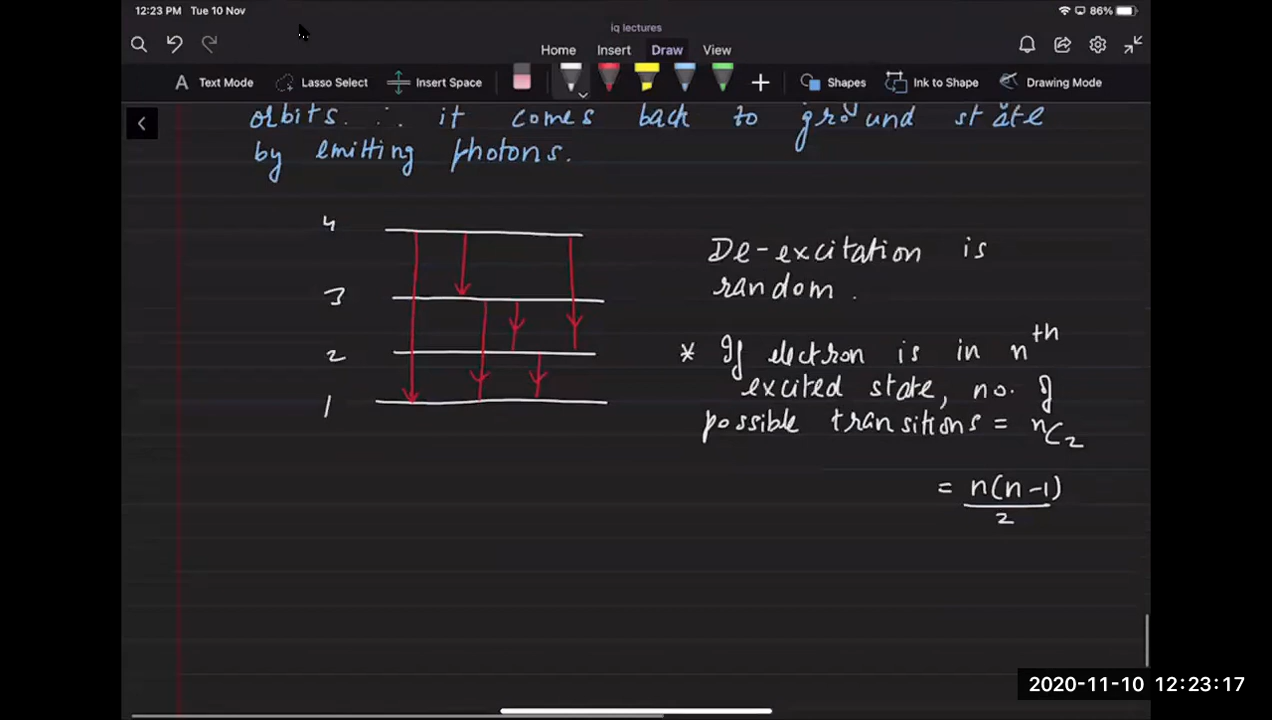 12:23 PM Tue 10 Nov
86%
iq lectures
Home Insert Draw View
Text Mode Lasso Select Insert Space Shapes Ink to Shape Drawing Mode
orbits. ∴ it comes back to ground state
by emitting photons.
4
3
2
1
De-excitation is
random.
* If electron is in nth
excited state, no. of
possible transitions = nC2
= n(n-1)
2
2020-11-10 12:23:17